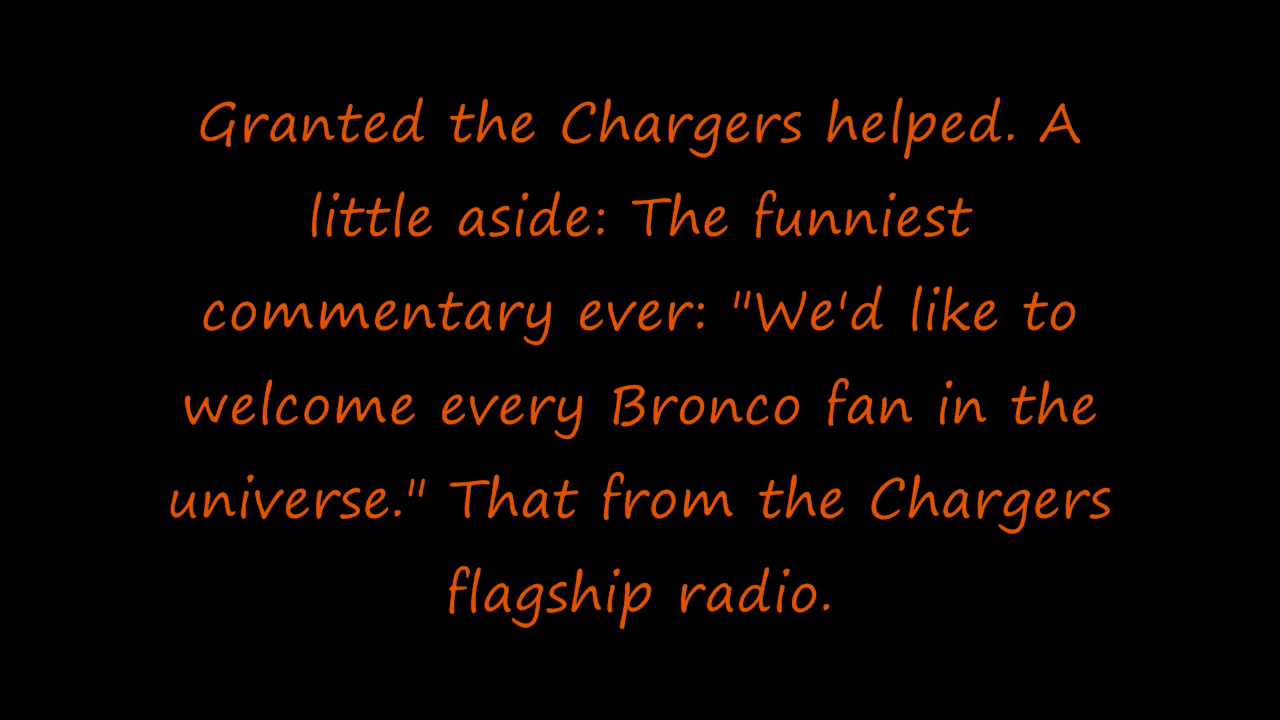 Granted the Chargers helped. A
little aside: The funniest
commentary ever: "We'd like to
welcome every Bronco fan in the
universe." That from the Chargers
flagship radio.